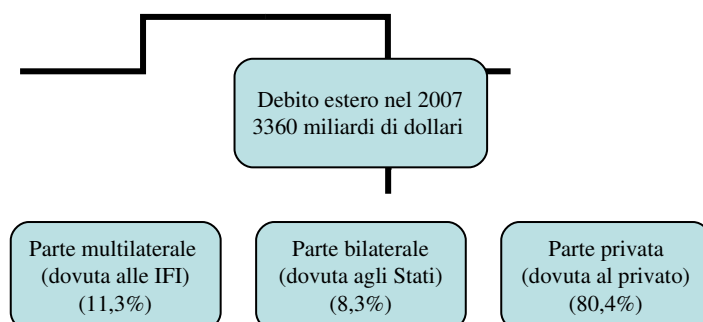 Debito estero nel 2007
3360 miliardi di dollari
Parte multilaterale
(dovuta alle IFI)
(11,3%)
Parte bilaterale
(dovuta agli Stati)
(8,3%)
Parte privata
(dovuta al privato)
(80,4%)